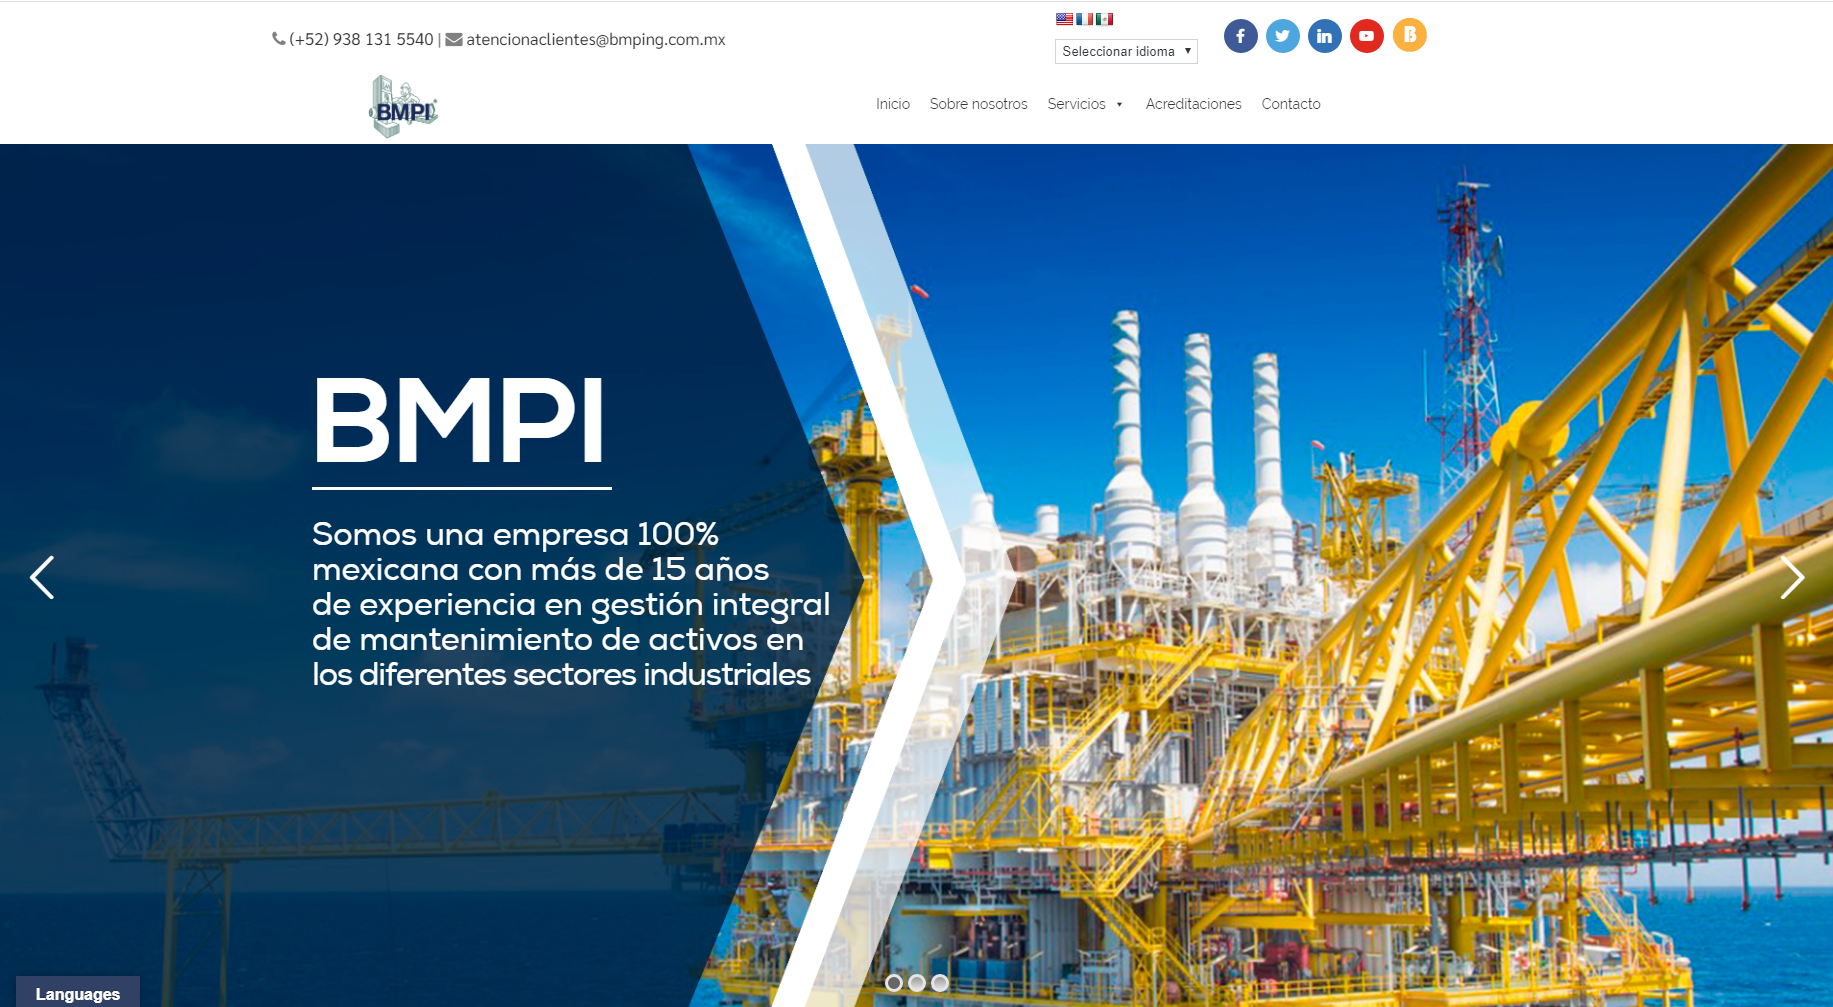 (+52) 938 131 5540 | atencionaclientes@bmping.com.mx
Seleccionar idioma
BMPI
Inicio Sobre nosotros Servicios Acreditaciones Contacto
BMPI
Somos una empresa 100%
mexicana con más de 15 años
de experiencia en gestión integral
de mantenimiento de activos en
los diferentes sectores industriales
Languages